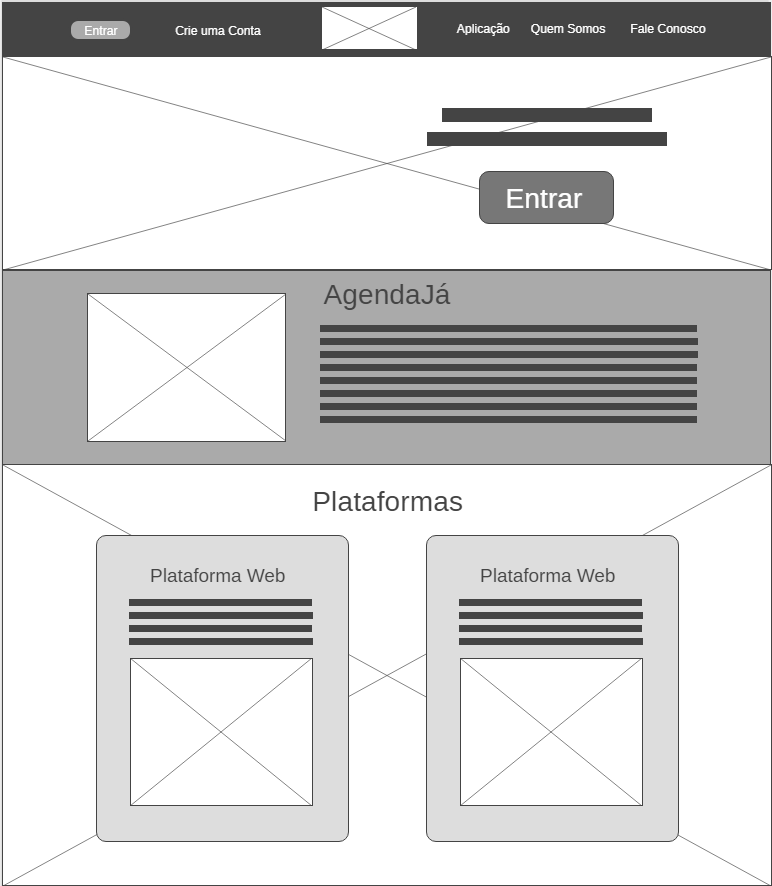 Entrar
Crie uma Conta
Aplicação
Quem Somos
Fale Conosco
Entrar
AgendaJá
Plataformas
Plataforma Web
Plataforma Web